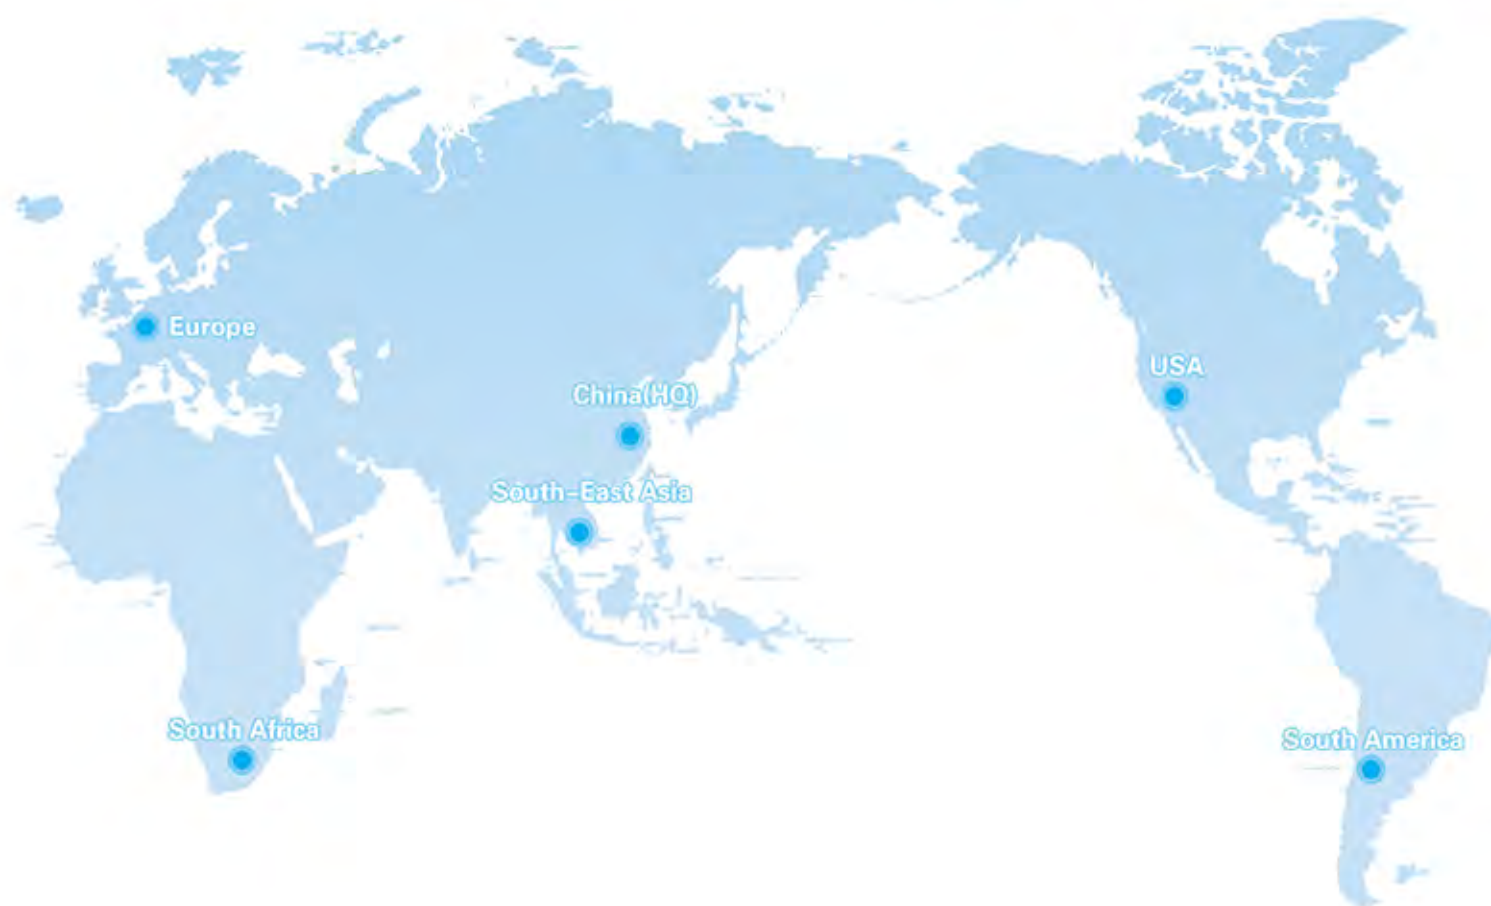 Europe
USA
China(HQ)
South-East Asia
South Africa
South America